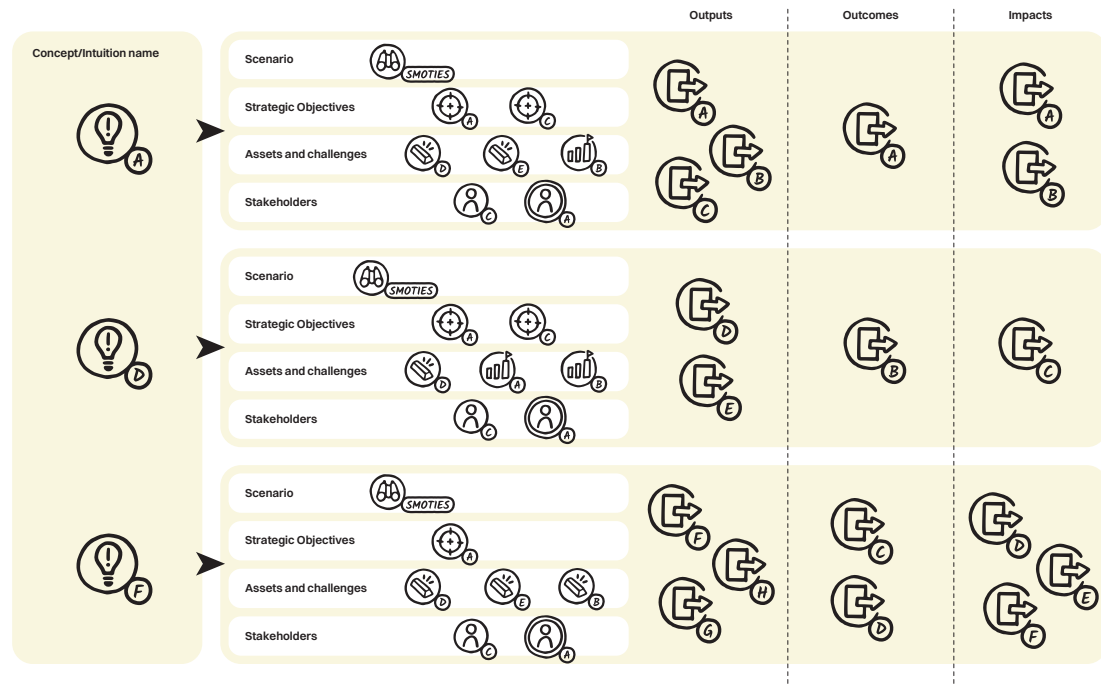 Outputs Outcomes Impacts
Concept/Intuition name
A
Scenario SMOTIES
Strategic Objectives A C
Assets and challenges D E B
Stakeholders C A
A B C
A
A B
D
Scenario SMOTIES
Strategic Objectives A C
Assets and challenges D A B
Stakeholders C A
D E
B
C
F
Scenario SMOTIES
Strategic Objectives A
Assets and challenges D E B
Stakeholders C A
F H G
C D
D E F